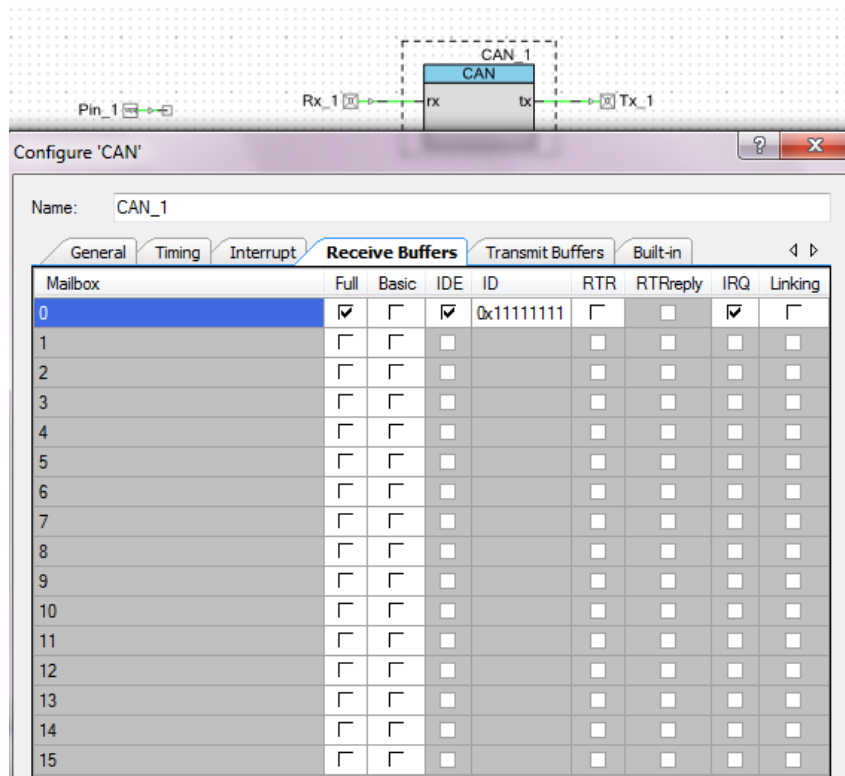 CAN_1
CAN
Rx_1 rx tx Tx_1
Pin_1
Configure 'CAN'
Name: CAN_1
General Timing Interrupt Receive Buffers Transmit Buffers Built-in
Mailbox Full Basic IDE ID RTR RTRreply IRQ Linking
0 0x11111111
1
2
3
4
5
6
7
8
9
10
11
12
13
14
15